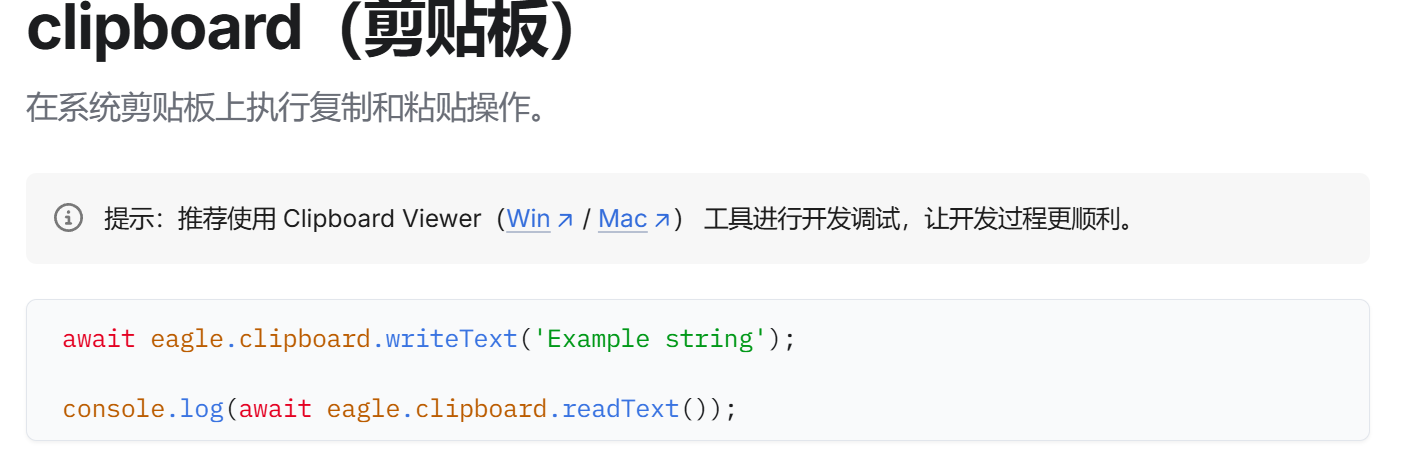 clipboard（剪贴板）
在系统剪贴板上执行复制和粘贴操作。
提示：推荐使用 Clipboard Viewer（Win ↗ / Mac ↗） 工具进行开发调试，让开发过程更顺利。
await eagle.clipboard.writeText('Example string');
console.log(await eagle.clipboard.readText());